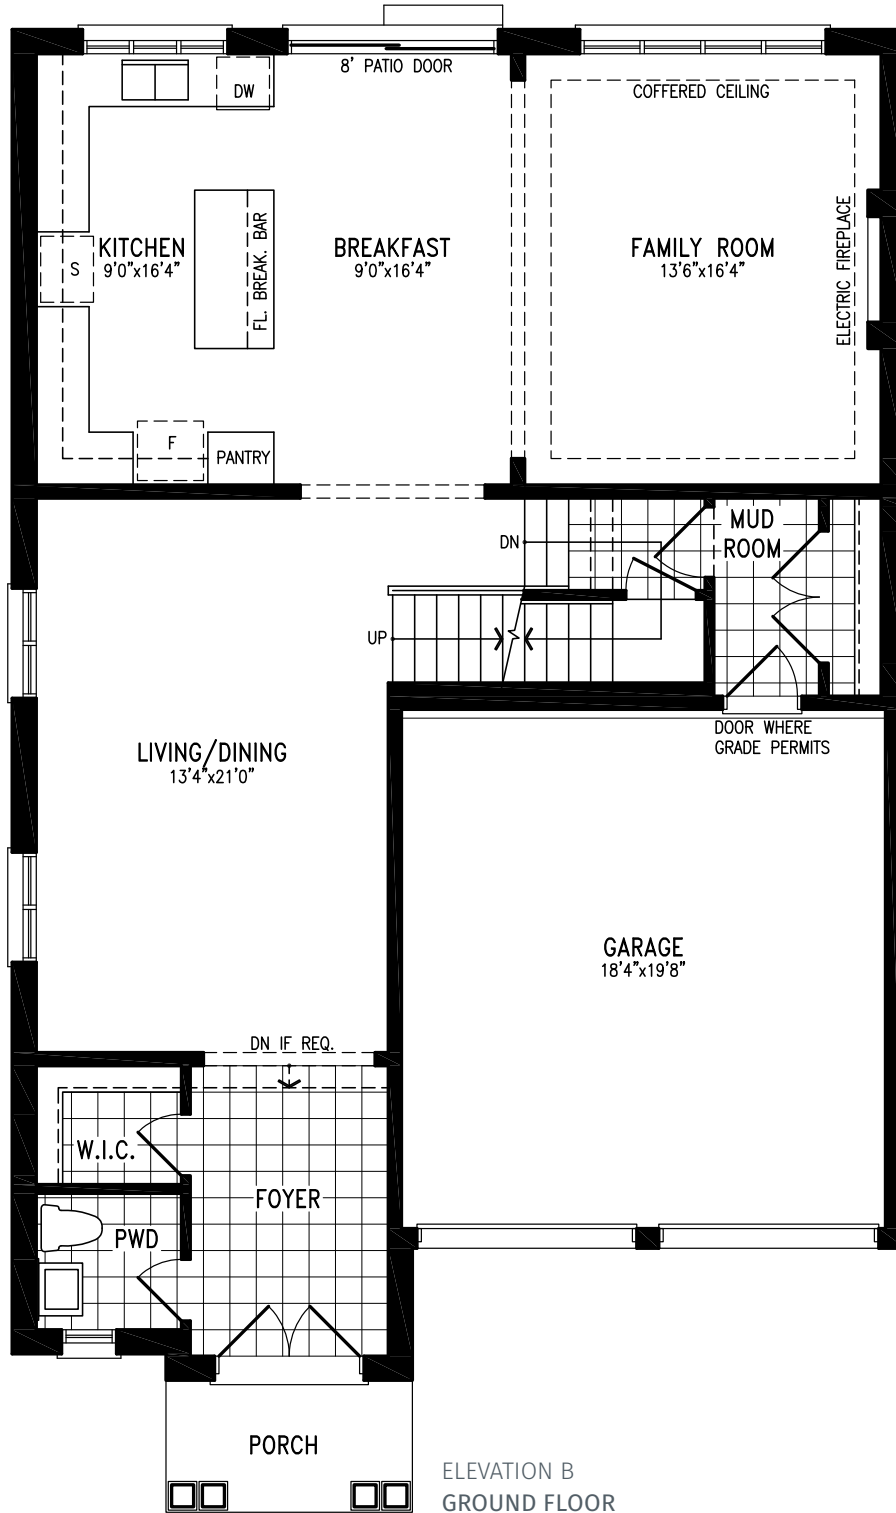 8' PATIO DOOR
DW
COFFERED CEILING
KITCHEN
9'0"x16'4"
S
FL. BREAK. BAR
BREAKFAST
9'0"x16'4"
FAMILY ROOM
13'6"x16'4"
ELECTRIC FIREPLACE
F
PANTRY
MUD
ROOM
DN
UP
DOOR WHERE
GRADE PERMITS
LIVING/DINING
13'4"x21'0"
GARAGE
18'4"x19'8"
DN IF REQ.
W.I.C.
FOYER
PWD
PORCH
ELEVATION B
GROUND FLOOR